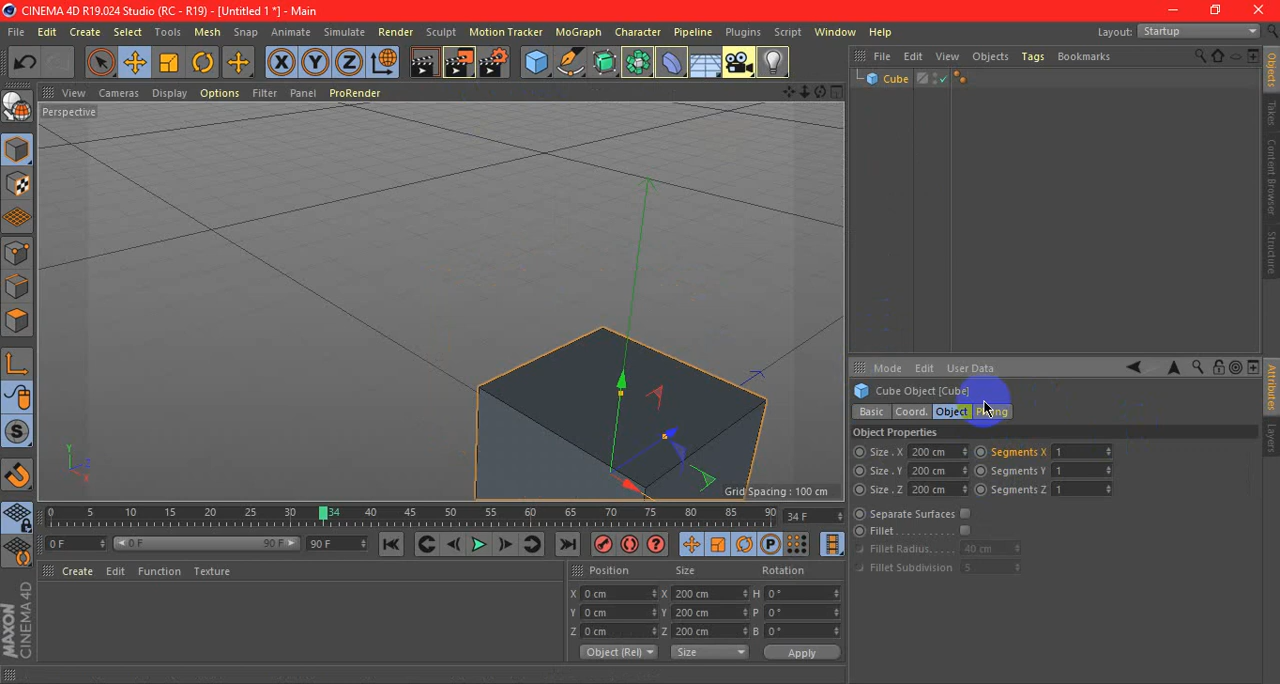 CINEMA 4D R19.024 Studio (RC - R19) - [Untitled 1 *] - Main
File Edit Create Select Tools Mesh Snap Animate Simulate Render Sculpt Motion Tracker MoGraph Character Pipeline Plugins Script Window Help Layout: Startup
X Y Z
File Edit View Objects Tags Bookmarks
Cube
View Cameras Display Options Filter Panel ProRender
Perspective
Y
Z
X
Grid Spacing : 100 cm
Objects
Takes
Content Browser
Structure
Attributes
Layers
Mode Edit User Data
Cube Object [Cube]
Basic Coord. Object
Object Properties
Size . X 200 cm Segments X 1
Size . Y 200 cm Segments Y 1
Size . Z 200 cm Segments Z 1
Separate Surfaces
Fillet . . . . . . . . . . .
Fillet Radius. . . . . 40 cm
Fillet Subdivision 5
S
0 5 10 15 20 25 30 34 40 45 50 55 60 65 70 75 80 85 90 34 F
0 F 0 F 90 F 90 F P
Create Edit Function Texture
Position Size Rotation
X 0 cm X 200 cm H 0 °
Y 0 cm Y 200 cm P 0 °
Z 0 cm Z 200 cm B 0 °
Object (Rel) Size Apply
MAXON
CINEMA 4D